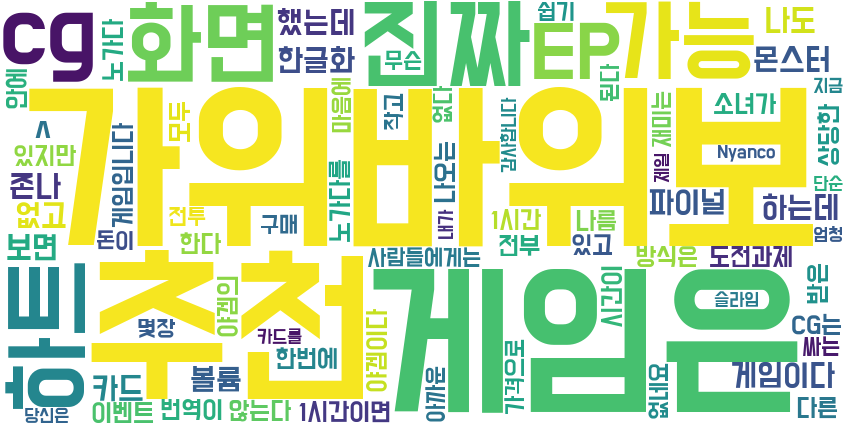 cg
화면
진짜
EP
가능
나도
쉽기
했는데
한글화
노가다
무슨
몬스터
지금
안에
가위바위보
모두
마음에
작고
없다
감사합니다
된다
재미는
소녀가
상당한
^
있지만
게임입니다
노가다를
나오는
제일
Nyanco
단순
존나
없고
전투
돈이
구매
내가
1시간
나름
파이널
하는데
엄청
보면
한다
전부
있고
사람들에게는
방식은
도전과제
하트
추천
게임은
야겜의
시간이
받은
슬라임
몇장
카드를
CG는
싸는
한번에
야겜이다
볼륨
카드
아까운
가격으로
없네요
게임이다
당신은
이벤트
번역이
않는다
1시간이면
다른